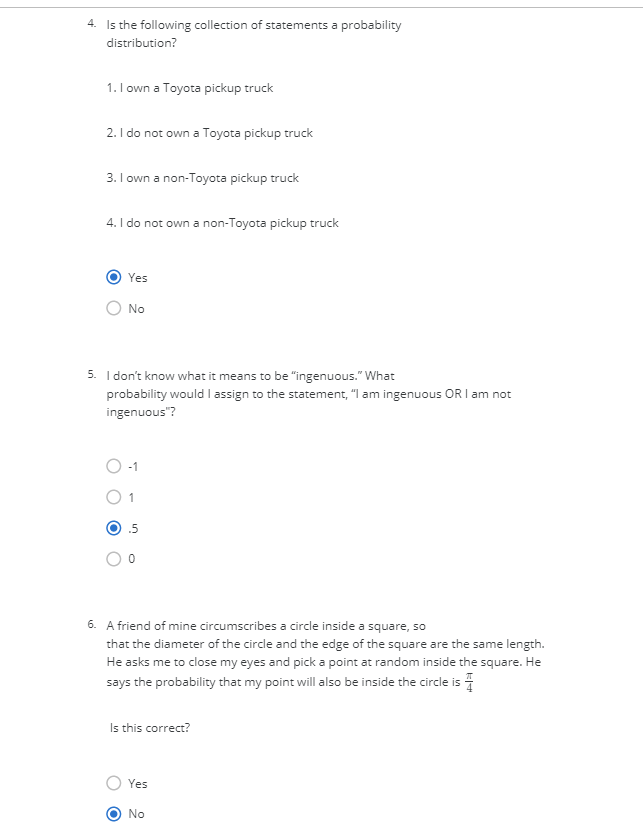 4. Is the following collection of statements a probability
distribution?
1. I own a Toyota pickup truck
2. I do not own a Toyota pickup truck
3. I own a non-Toyota pickup truck
4. I do not own a non-Toyota pickup truck
Yes
No
5. I don't know what it means to be "ingenuous." What
probability would I assign to the statement, "I am ingenuous OR I am not
ingenuous"?
-1
1
.5
0
6. A friend of mine circumscribes a circle inside a square, so
that the diameter of the circle and the edge of the square are the same length.
He asks me to close my eyes and pick a point at random inside the square. He
says the probability that my point will also be inside the circle is π/4
Is this correct?
Yes
No